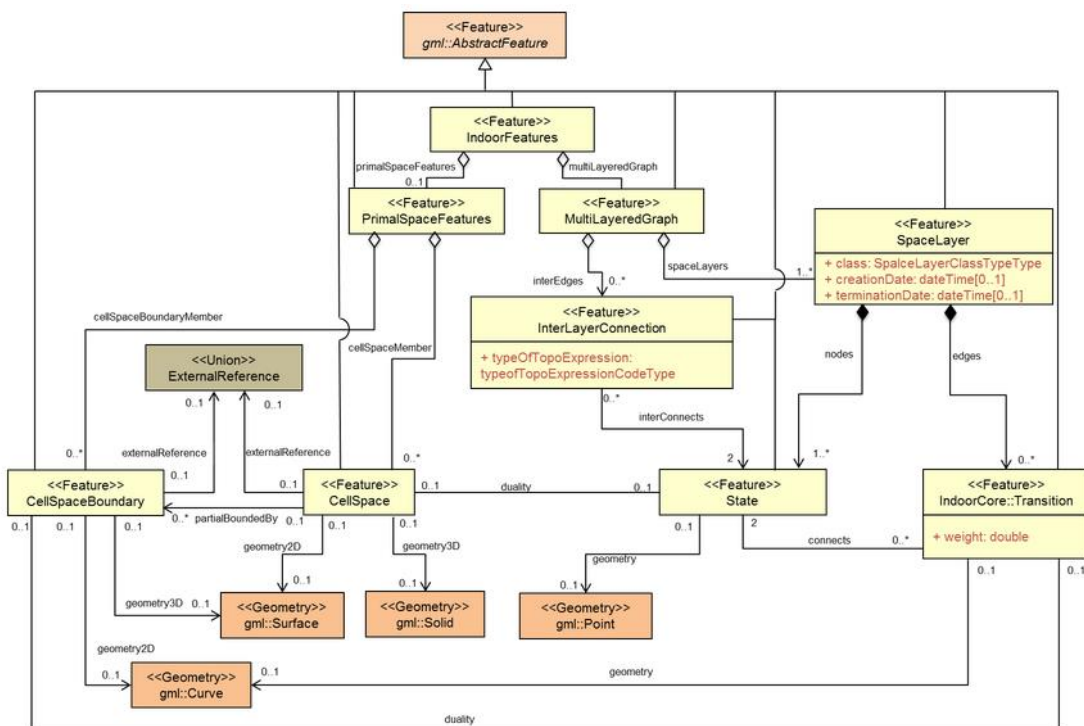 <<Feature>>
gml::AbstractFeature
<<Feature>>
IndoorFeatures
primalSpaceFeatures
0..1
multiLayeredGraph
<<Feature>>
PrimalSpaceFeatures
<<Feature>>
MultiLayeredGraph
<<Feature>>
SpaceLayer
+ class: SpalceLayerClassTypeType
+ creationDate: dateTime[0..1]
+ terminationDate: dateTime[0..1]
spaceLayers
1..*
interEdges
0..*
<<Feature>>
InterLayerConnection
+ typeOfTopoExpression:
typeofTopoExpressionCodeType
0..*
cellSpaceBoundaryMember
cellSpaceMember
nodes
edges
<<Union>>
ExternalReference
0..1
0..1
interConnects
externalReference
externalReference
0..*
0..1
0..1
0..*
2
1..*
0..*
<<Feature>>
CellSpaceBoundary
<<Feature>>
CellSpace
0..1
duality
0..1
<<Feature>>
State
<<Feature>>
IndoorCore::Transition
+ weight: double
0..*
partialBoundedBy
0..1
0..1
0..1
0..1
0..1
0..1
0..1
2
connects
0..*
geometry2D
geometry3D
geometry
0..1
0..1
0..1
0..1
0..1
geometry3D
0..1
<<Geometry>>
gml::Surface
<<Geometry>>
gml::Solid
<<Geometry>>
gml::Point
geometry2D
0..1
<<Geometry>>
gml::Curve
0..1
geometry
duality